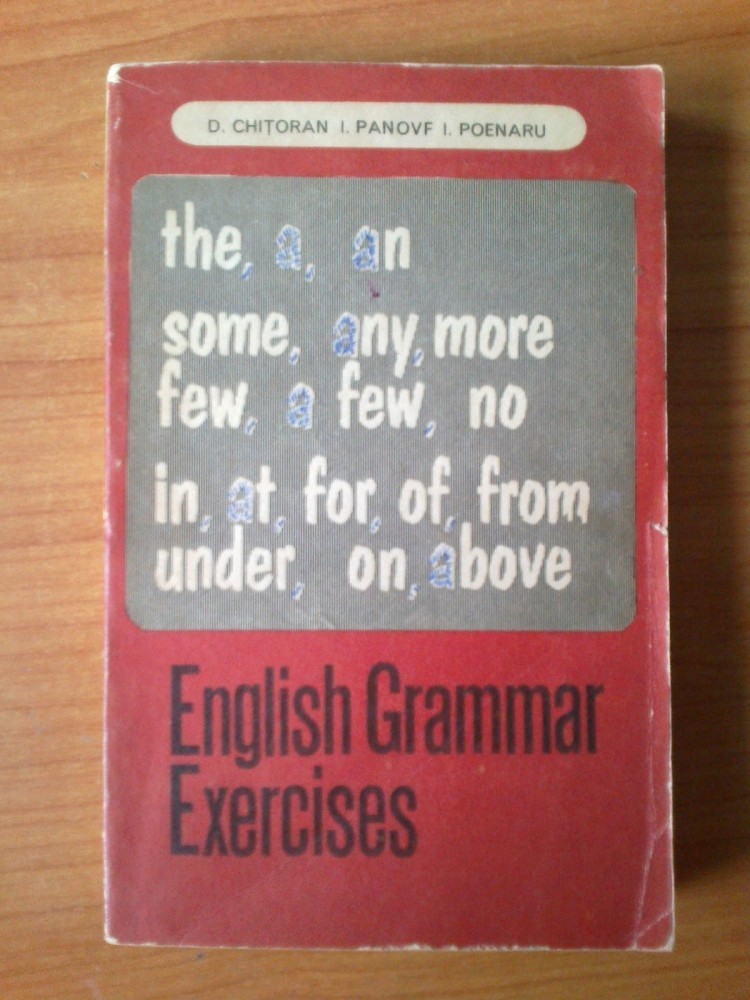 D. CHIȚORAN I. PANOVF I. POENARU
the, a, an
some, any, more
few, a few, no
in, at, for, of, from
under, on, above
English Grammar
Exercises